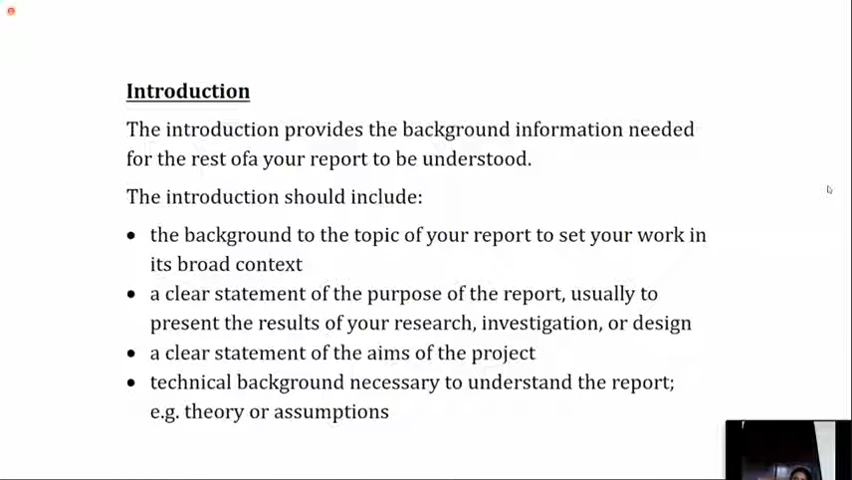 Introduction
The introduction provides the background information needed
for the rest ofa your report to be understood.
The introduction should include:
• the background to the topic of your report to set your work in
its broad context
• a clear statement of the purpose of the report, usually to
present the results of your research, investigation, or design
• a clear statement of the aims of the project
• technical background necessary to understand the report;
e.g. theory or assumptions